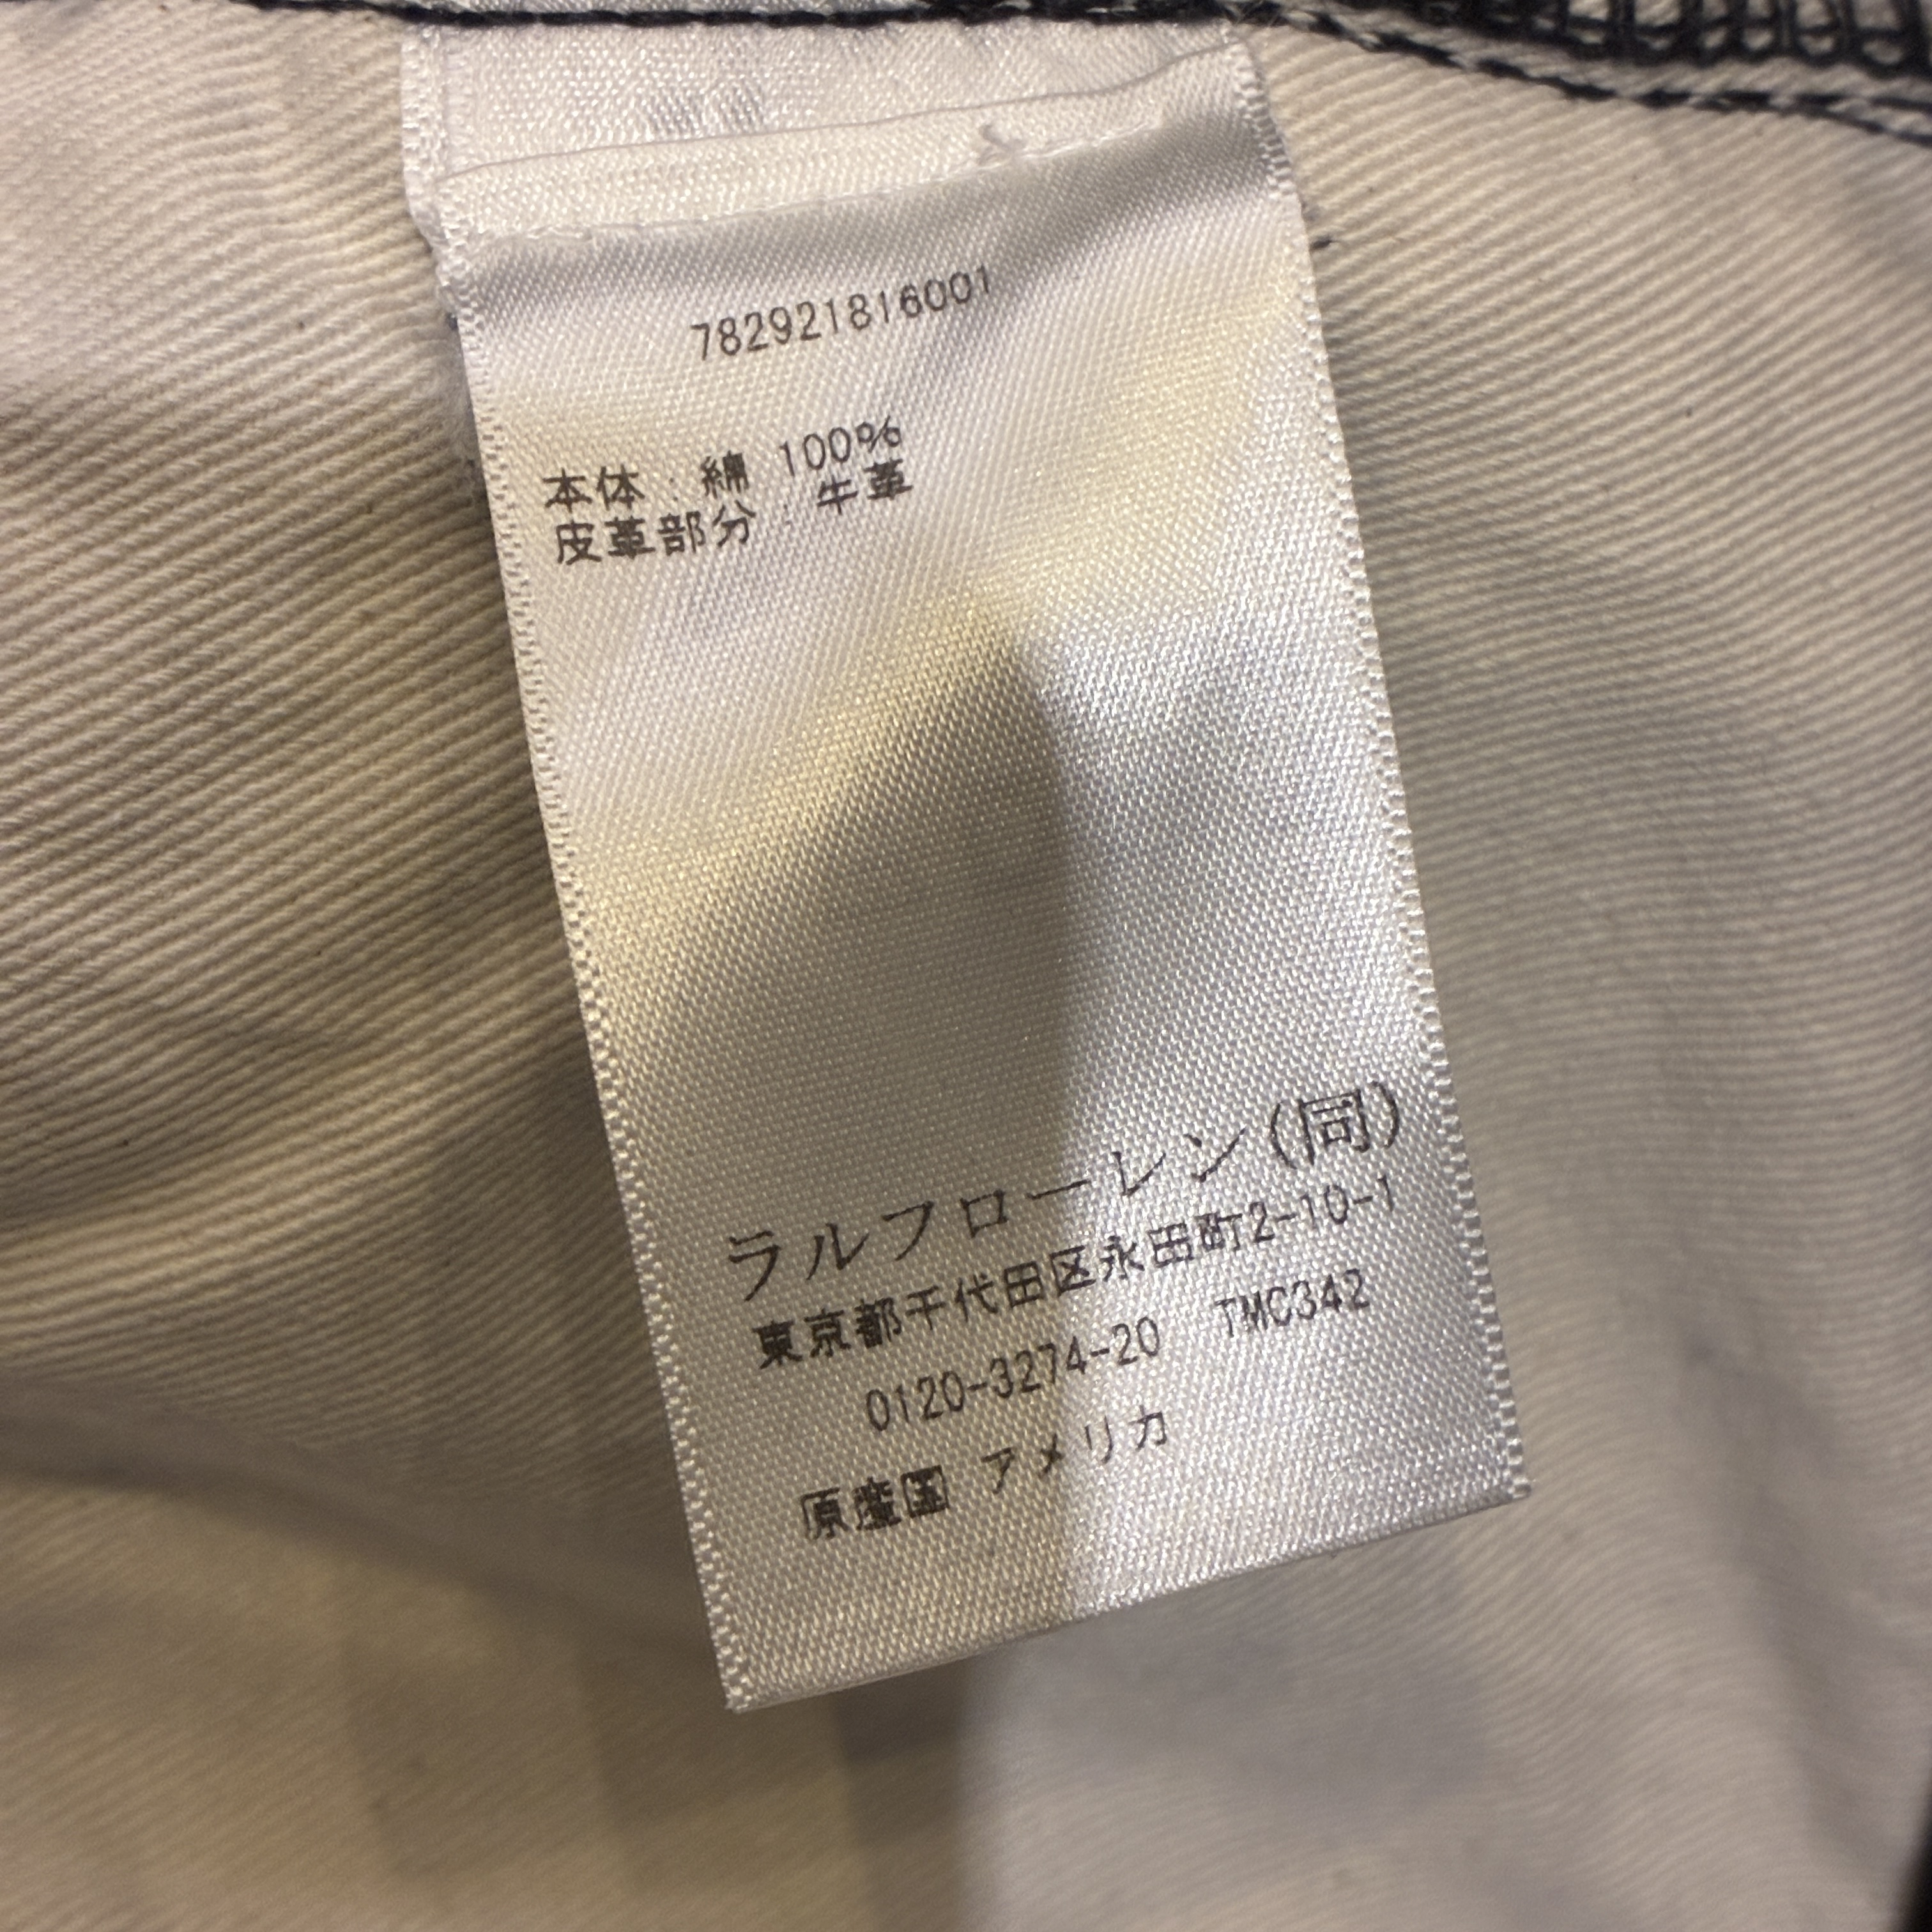 782921816001
本体：綿 100%
皮革部分：牛革
ラルフローレン(同)
東京都千代田区永田町2-10-1
0120-3274-20 TMC342
原産国 アメリカ